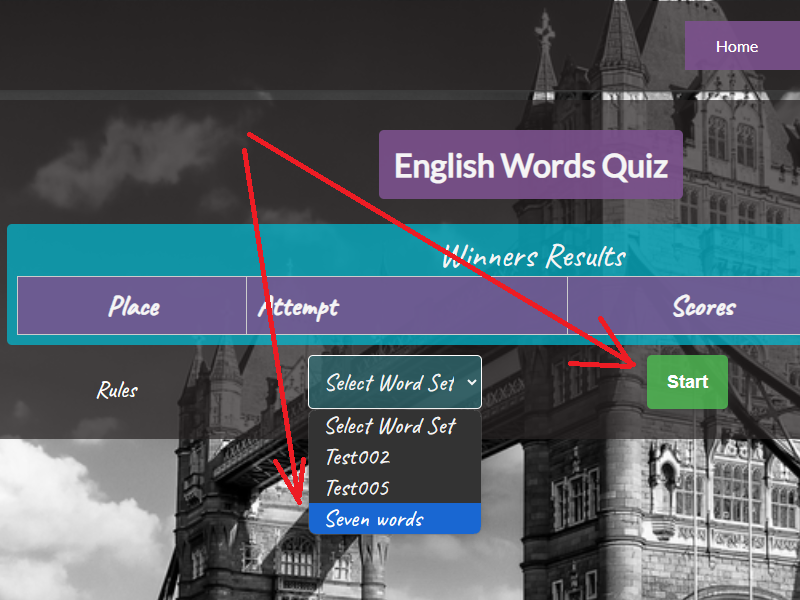 Home
English Words Quiz
Winners Results
Place Attempt Scores
Rules Select Word Set Start
Select Word Set
Test002
Test005
Seven words